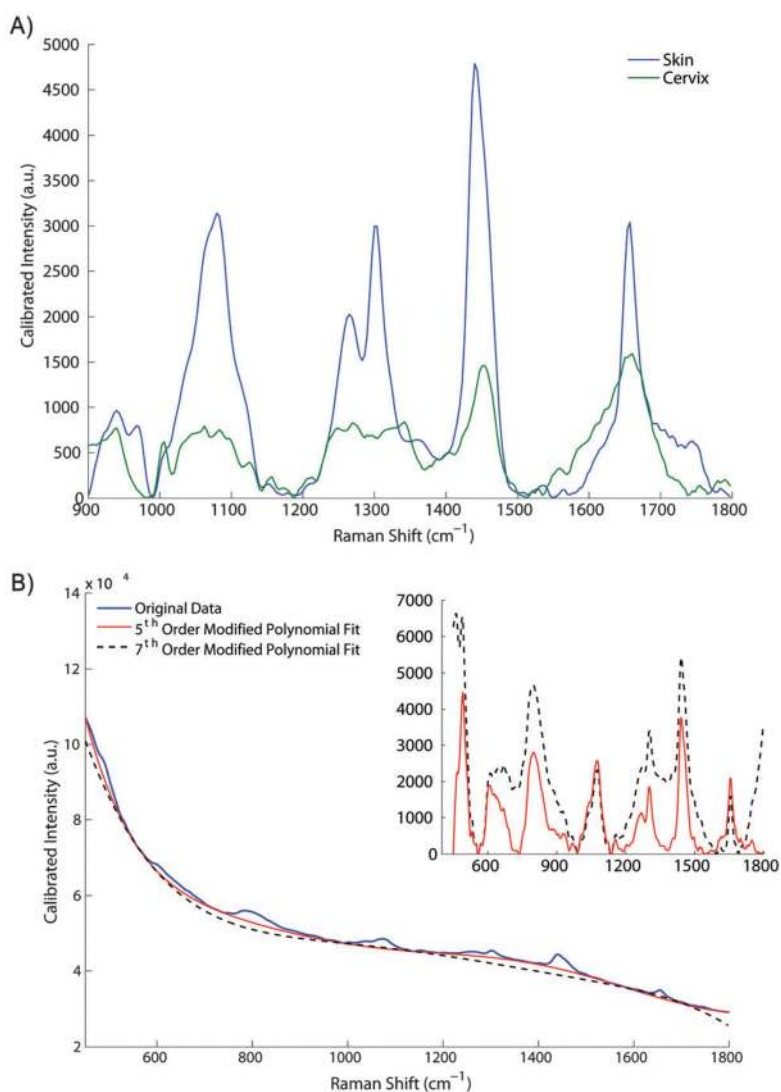 A)
5000
4500
4000
3500
3000
2500
2000
1500
1000
500
0
Calibrated Intensity (a.u.)
Skin
Cervix
900 1000 1100 1200 1300 1400 1500 1600 1700 1800
Raman Shift (cm⁻¹)
B)
x 10 4
14
12
10
8
6
4
2
Calibrated Intensity (a.u.)
Original Data
5th Order Modified Polynomial Fit
7th Order Modified Polynomial Fit
7000
6000
5000
4000
3000
2000
1000
0
600 900 1200 1500 1800
600 800 1000 1200 1400 1600 1800
Raman Shift (cm⁻¹)